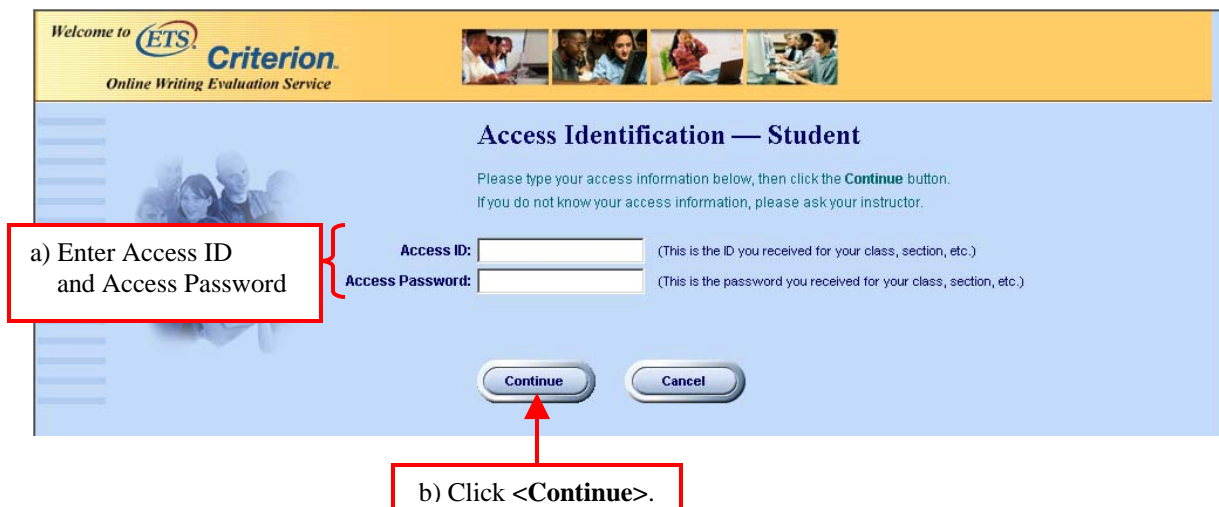 Welcome to ETS®
Criterion™
Online Writing Evaluation Service
Access Identification — Student
Please type your access information below, then click the Continue button.
If you do not know your access information, please ask your instructor.
a) Enter Access ID
and Access Password
Access ID: (This is the ID you received for your class, section, etc.)
Access Password: (This is the password you received for your class, section, etc.)
Continue Cancel
b) Click <Continue>.